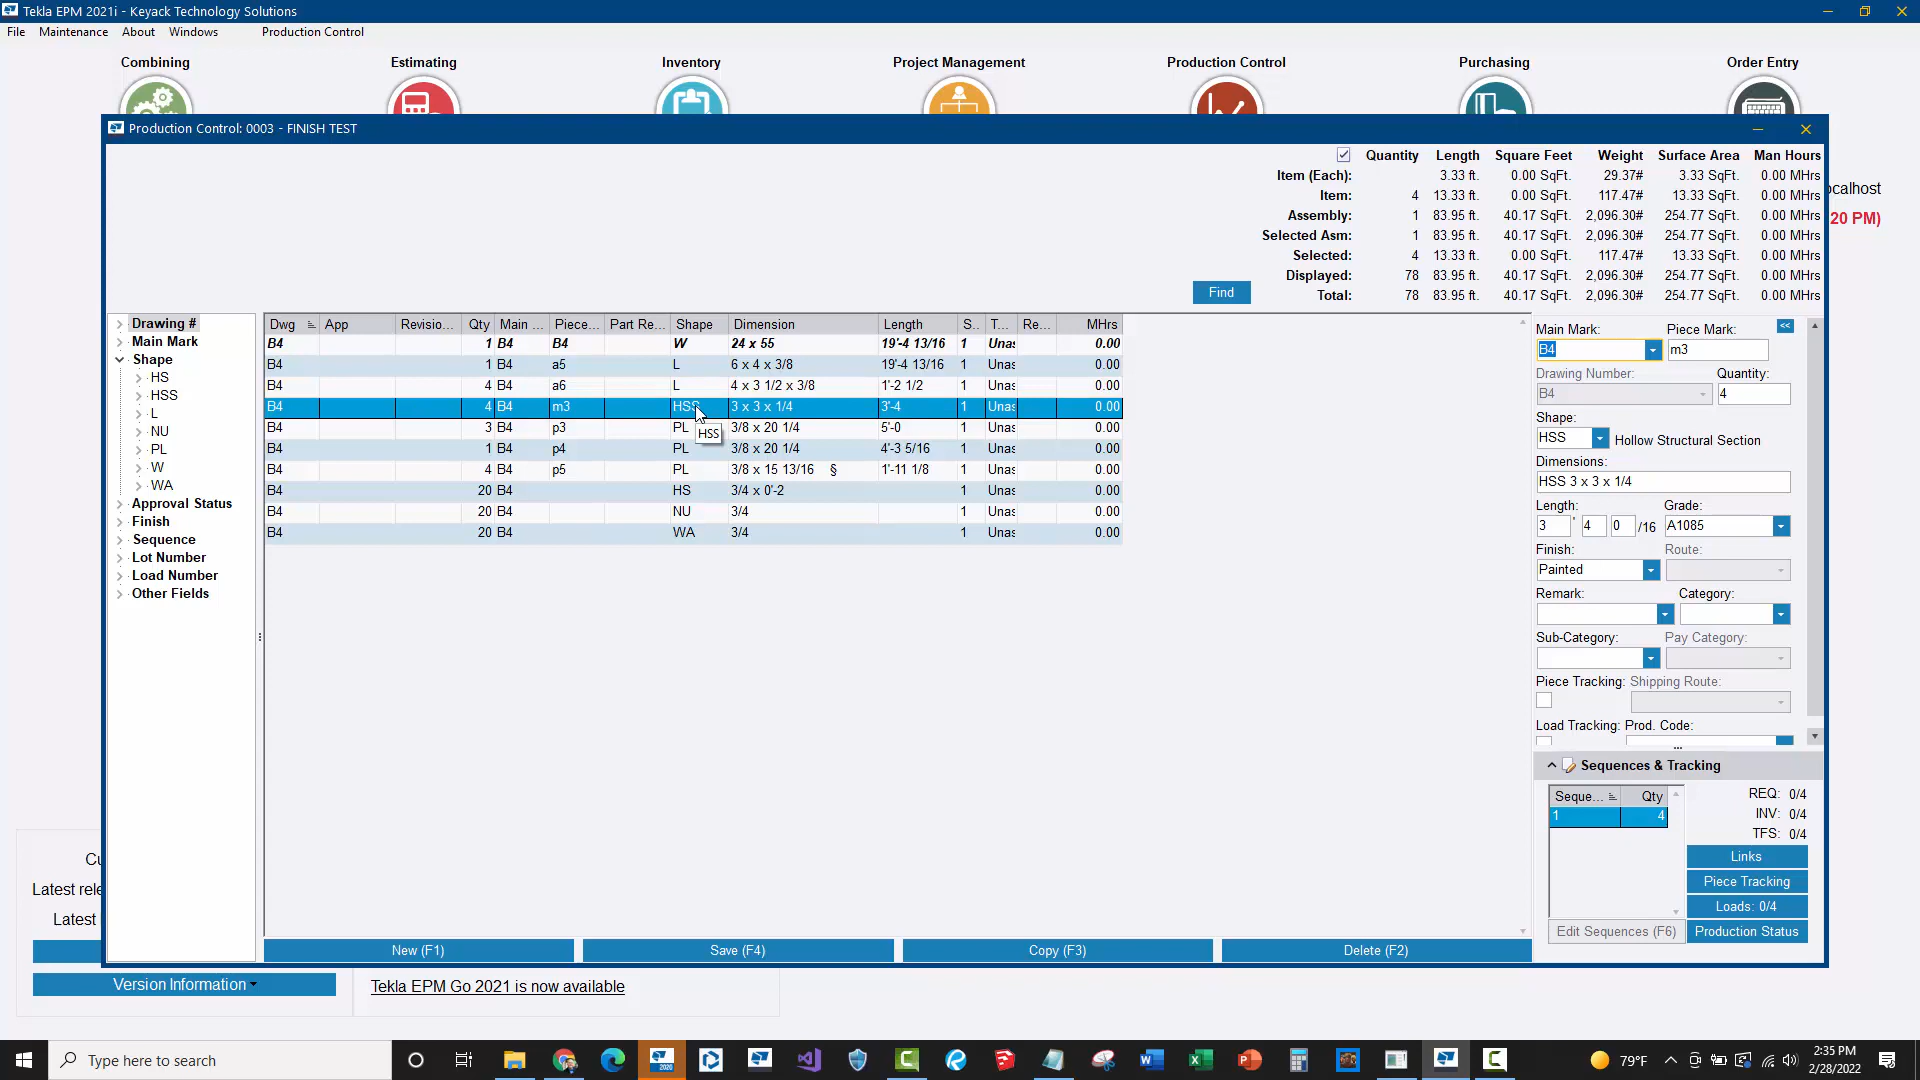 Tekla EPM 2021i - Keyack Technology Solutions
File Maintenance About Windows Production Control
Combining Estimating Inventory Project Management Production Control Purchasing Order Entry
Production Control: 0003 - FINISH TEST
Quantity Length Square Feet Weight Surface Area Man Hours
Item (Each): 3.33 ft. 0.00 SqFt. 29.37# 3.33 SqFt. 0.00 MHrs
Item: 4 13.33 ft. 0.00 SqFt. 117.47# 13.33 SqFt. 0.00 MHrs
Assembly: 1 83.95 ft. 40.17 SqFt. 2,096.30# 254.77 SqFt. 0.00 MHrs
Selected Asm: 1 83.95 ft. 40.17 SqFt. 2,096.30# 254.77 SqFt. 0.00 MHrs
Selected: 4 13.33 ft. 0.00 SqFt. 117.47# 13.33 SqFt. 0.00 MHrs
Displayed: 78 83.95 ft. 40.17 SqFt. 2,096.30# 254.77 SqFt. 0.00 MHrs
Total: 78 83.95 ft. 40.17 SqFt. 2,096.30# 254.77 SqFt. 0.00 MHrs
Find
ocalhost
20 PM)
Drawing #
Main Mark
Shape
HS
HSS
L
NU
PL
W
WA
Approval Status
Finish
Sequence
Lot Number
Load Number
Other Fields
Dwg App Revisio... Qty Main ... Piece... Part Re... Shape Dimension Length S.. T... Re... MHrs
B4 1 B4 B4 W 24 x 55 19'-4 13/16 1 Unas 0.00
B4 1 B4 a5 L 6 x 4 x 3/8 19'-4 13/16 1 Unas 0.00
B4 4 B4 a6 L 4 x 3 1/2 x 3/8 1'-2 1/2 1 Unas 0.00
B4 4 B4 m3 HSS 3 x 3 x 1/4 3'-4 1 Unas 0.00
B4 3 B4 p3 PL 3/8 x 20 1/4 5'-0 1 Unas 0.00
HSS
B4 1 B4 p4 PL 3/8 x 20 1/4 4'-3 5/16 1 Unas 0.00
B4 4 B4 p5 PL 3/8 x 15 13/16 § 1'-11 1/8 1 Unas 0.00
B4 20 B4 HS 3/4 x 0'-2 1 Unas 0.00
B4 20 B4 NU 3/4 1 Unas 0.00
B4 20 B4 WA 3/4 1 Unas 0.00
Main Mark: Piece Mark: <<
B4 m3
Drawing Number: Quantity:
B4 4
Shape:
HSS Hollow Structural Section
Dimensions:
HSS 3 x 3 x 1/4
Length: Grade:
3 ' 4 0 /16 A1085
Finish: Route:
Painted
Remark: Category:
Sub-Category: Pay Category:
Piece Tracking: Shipping Route:
Load Tracking: Prod. Code:
Sequences & Tracking
Seque... Qty
1 4
REQ: 0/4
INV: 0/4
TFS: 0/4
Links
Piece Tracking
Loads: 0/4
Edit Sequences (F6) Production Status
New (F1) Save (F4) Copy (F3) Delete (F2)
Cu
Latest rele
Latest
Version Information
Tekla EPM Go 2021 is now available
Type here to search
2020
79°F
2:35 PM
2/28/2022